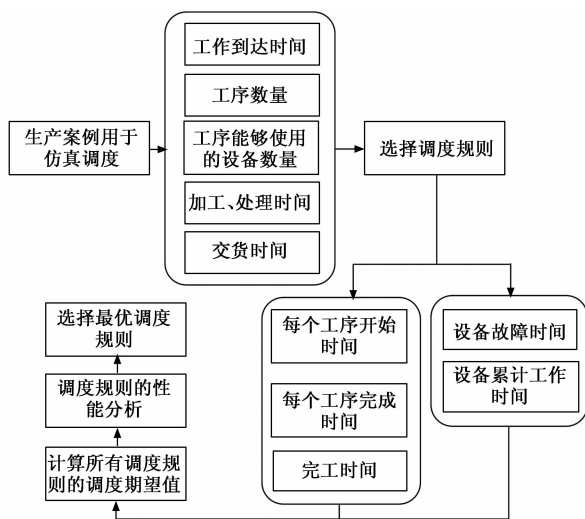 生产案例用于
仿真调度
工作到达时间
工序数量
工序能够使用
的设备数量
加工、处理时间
交货时间
选择调度规则
每个工序开始
时间
每个工序完成
时间
完工时间
设备故障时间
设备累计工作
时间
计算所有调度规
则的调度期望值
调度规则的性
能分析
选择最优调度
规则